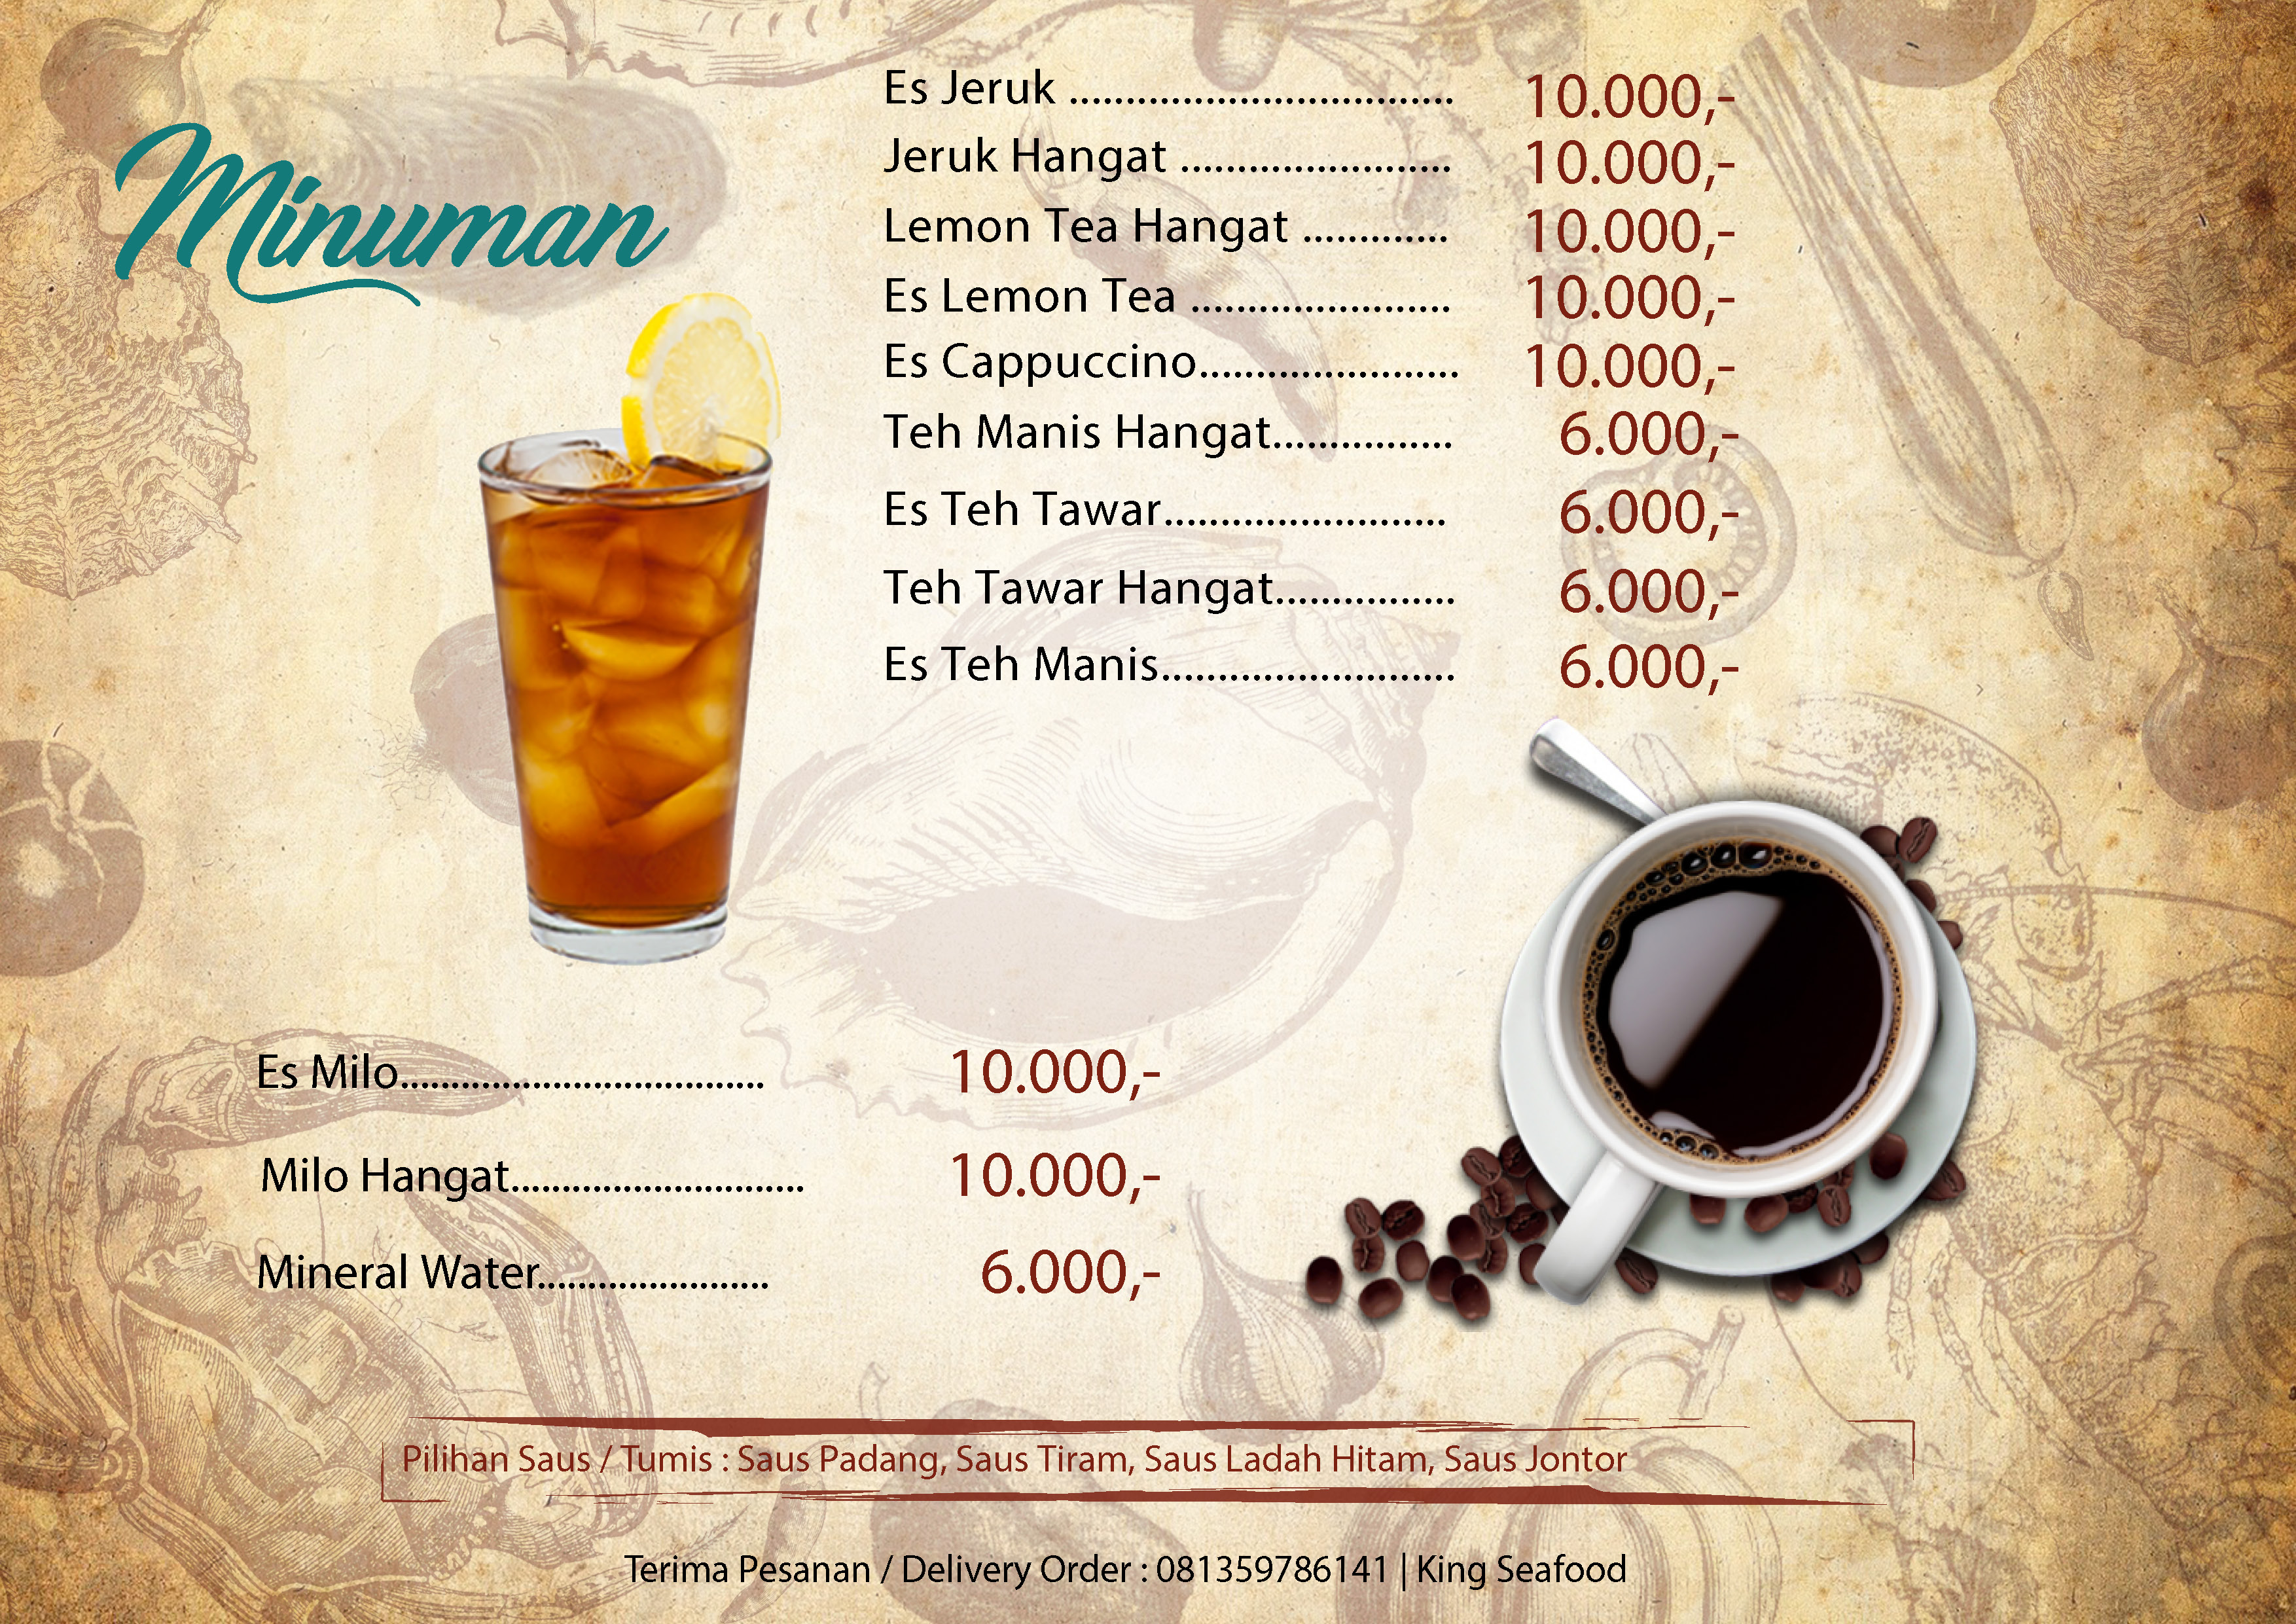 Minuman
Es Jeruk .................................. 10.000,-
Jeruk Hangat ........................ 10.000,-
Lemon Tea Hangat ............. 10.000,-
Es Lemon Tea ....................... 10.000,-
Es Cappuccino....................... 10.000,-
Teh Manis Hangat................ 6.000,-
Es Teh Tawar......................... 6.000,-
Teh Tawar Hangat................ 6.000,-
Es Teh Manis.......................... 6.000,-
Es Milo.................................... 10.000,-
Milo Hangat............................. 10.000,-
Mineral Water....................... 6.000,-
Pilihan Saus / Tumis : Saus Padang, Saus Tiram, Saus Ladah Hitam, Saus Jontor
Terima Pesanan / Delivery Order : 081359786141 | King Seafood